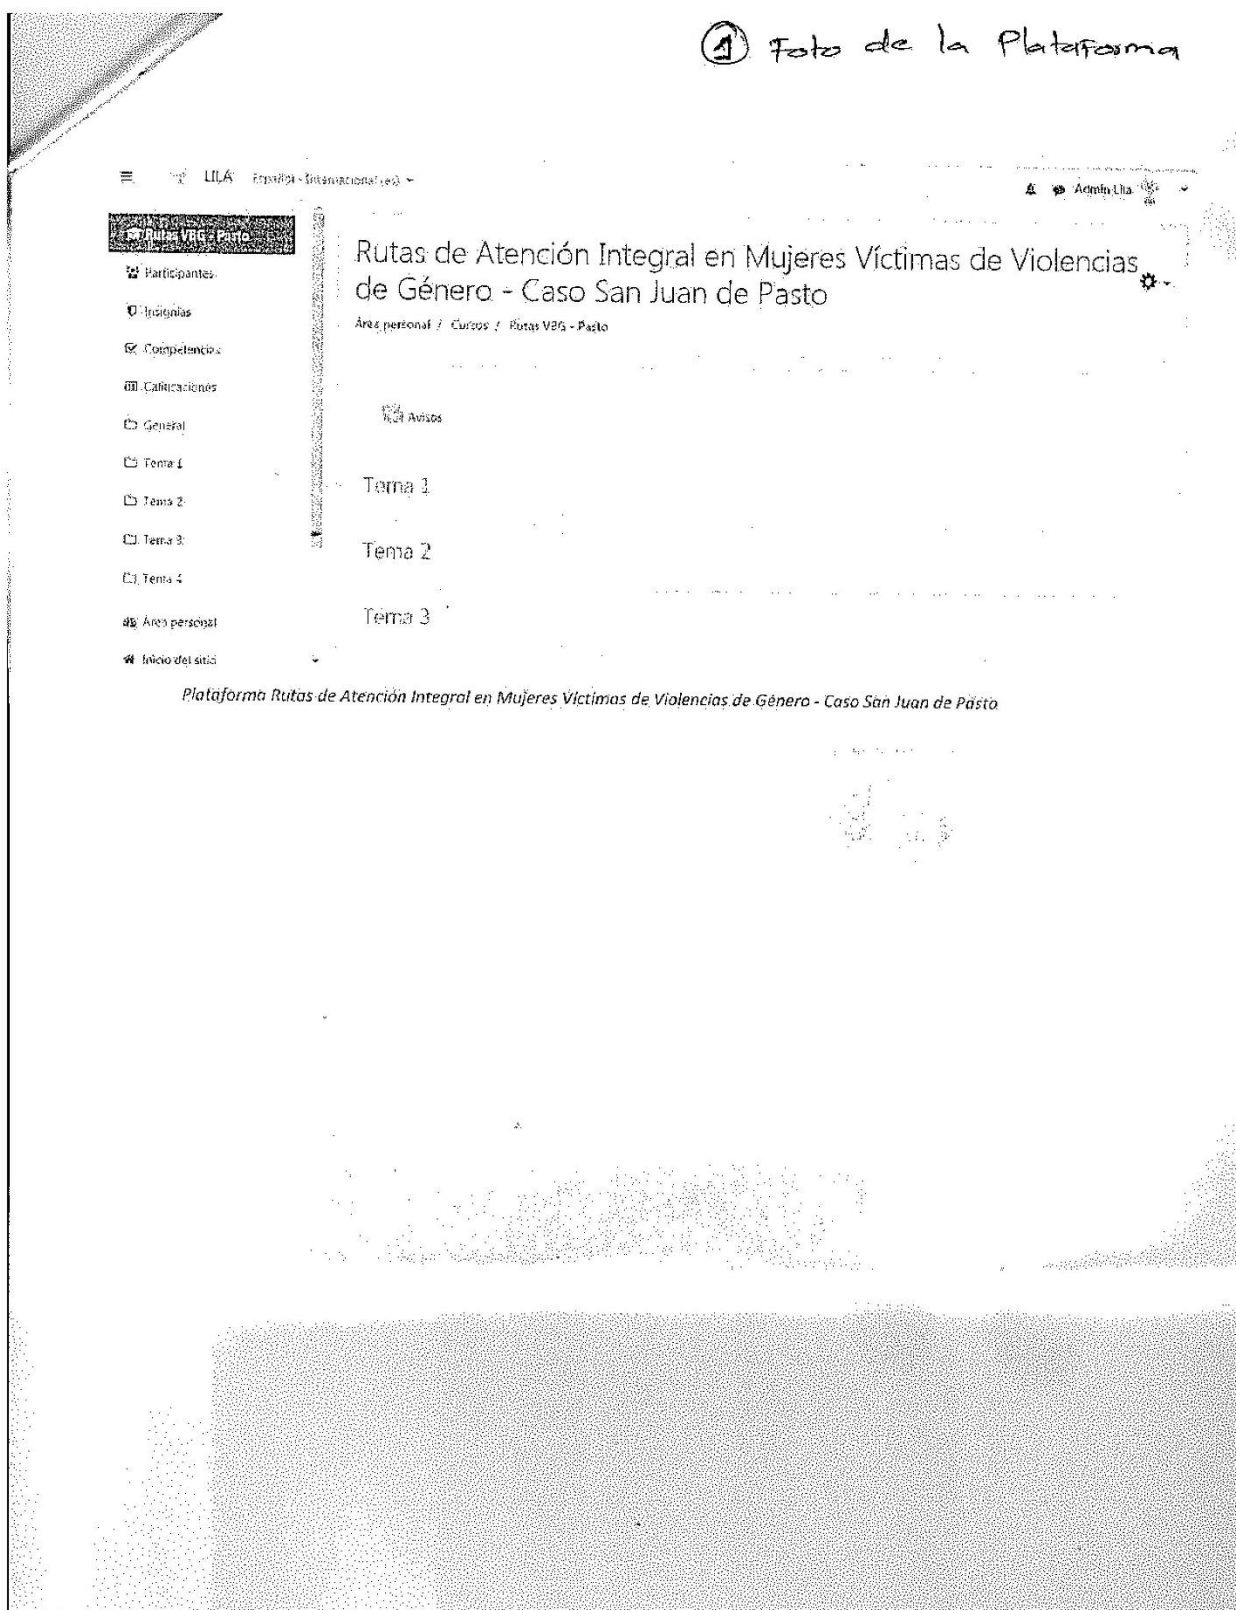 ① Foto de la Plataforma
LILA Español - Internacional (es)
Admin Lila
Rutas VBG - Pasto
Participantes
Insignias
Competencias
Calificaciones
General
Tema 1
Tema 2
Tema 3
Tema 4
Área personal
Inicio del sitio
Rutas de Atención Integral en Mujeres Víctimas de Violencias
de Género - Caso San Juan de Pasto
Área personal / Cursos / Rutas VBG - Pasto
Avisos
Tema 1
Tema 2
Tema 3
Plataforma Rutas de Atención Integral en Mujeres Víctimas de Violencias de Género - Caso San Juan de Pasto